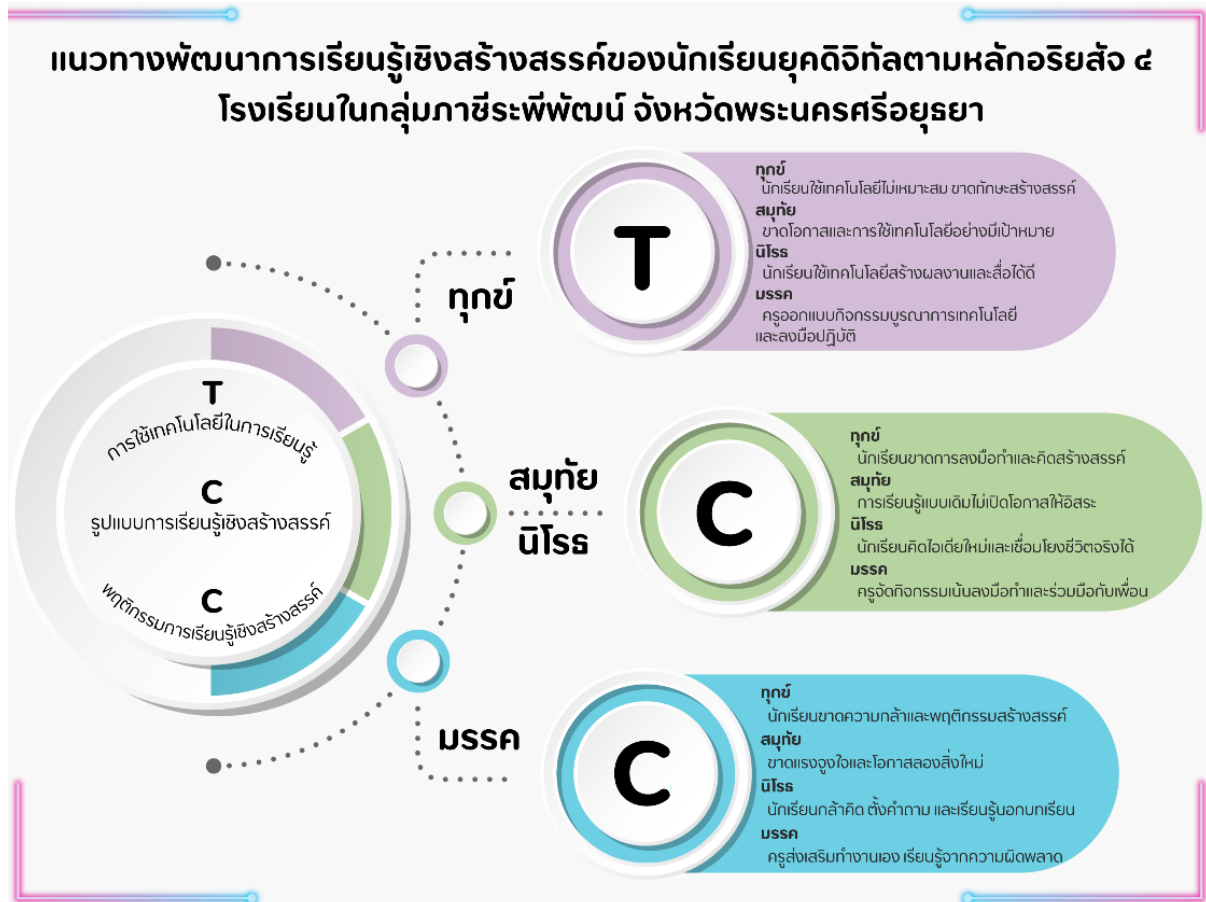 แนวทางพัฒนาการเรียนรู้เชิงสร้างสรรค์ของนักเรียนยุคดิจิทัลตามหลักอริยสัจ ๔
โรงเรียนในกลุ่มภาชีระพีพัฒน์ จังหวัดพระนครศรีอยุธยา
T
การใช้เทคโนโลยีในการเรียนรู้
C
รูปแบบการเรียนรู้เชิงสร้างสรรค์
C
พฤติกรรมการเรียนรู้เชิงสร้างสรรค์
ทุกข์
สมุทัย
นิโรธ
มรรค
T
ทุกข์
นักเรียนใช้เทคโนโลยีไม่เหมาะสม ขาดทักษะสร้างสรรค์
สมุทัย
ขาดโอกาสและการใช้เทคโนโลยีอย่างมีเป้าหมาย
นิโรธ
นักเรียนใช้เทคโนโลยีสร้างผลงานและสื่อได้ดี
มรรค
ครูออกแบบกิจกรรมบูรณาการเทคโนโลยี
และลงมือปฏิบัติ
C
ทุกข์
นักเรียนขาดการลงมือทำและคิดสร้างสรรค์
สมุทัย
การเรียนรู้แบบเดิมไม่เปิดโอกาสให้อิสระ
นิโรธ
นักเรียนคิดไอเดียใหม่และเชื่อมโยงชีวิตจริงได้
มรรค
ครูจัดกิจกรรมเน้นลงมือทำและร่วมมือกับเพื่อน
C
ทุกข์
นักเรียนขาดความกล้าและพฤติกรรมสร้างสรรค์
สมุทัย
ขาดแรงจูงใจและโอกาสลองสิ่งใหม่
นิโรธ
นักเรียนกล้าคิด ตั้งคำถาม และเรียนรู้นอกบทเรียน
มรรค
ครูส่งเสริมทำงานเอง เรียนรู้จากความผิดพลาด